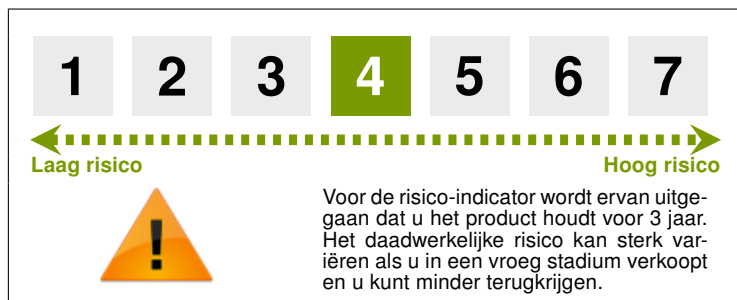 1 2 3 4 5 6 7
Laag risico Hoog risico
!
Voor de risico-indicator wordt ervan uitge-
gaan dat u het product houdt voor 3 jaar.
Het daadwerkelijke risico kan sterk var-
iëren als u in een vroeg stadium verkoopt
en u kunt minder terugkrijgen.